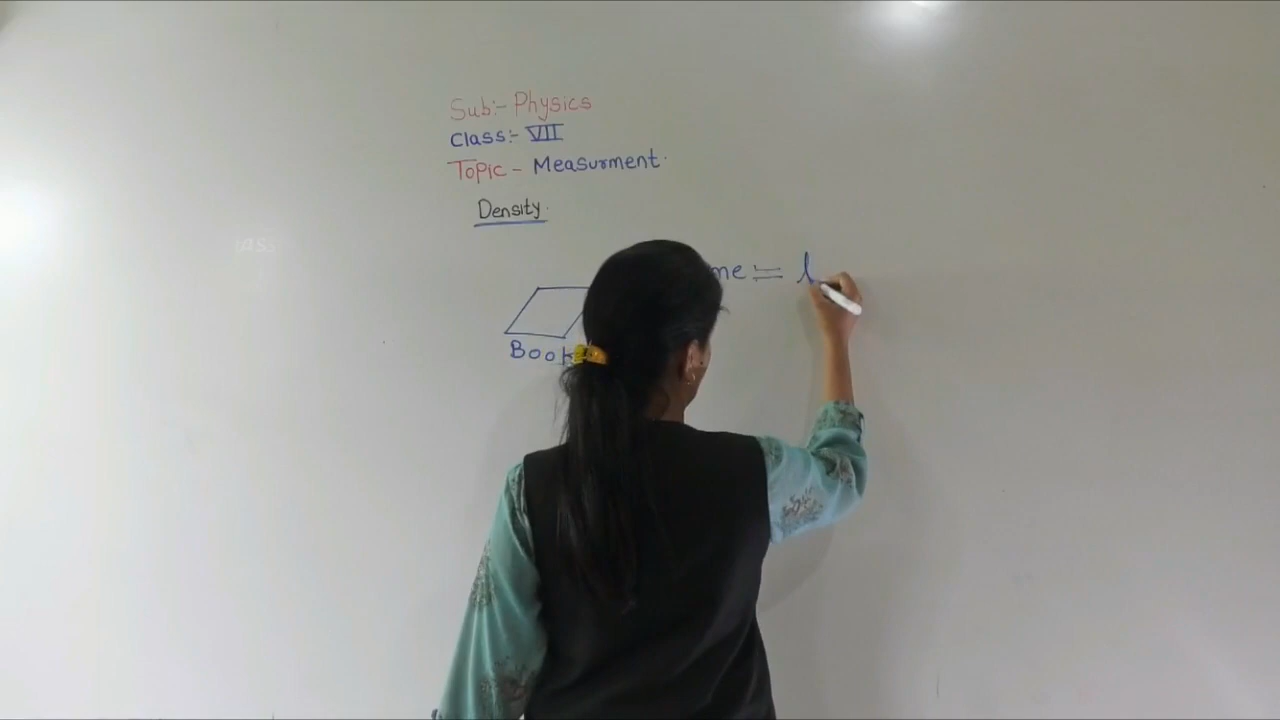 Sub:- Physics
Class:- VII
Topic - Measurment.
Density.
me = l
Book